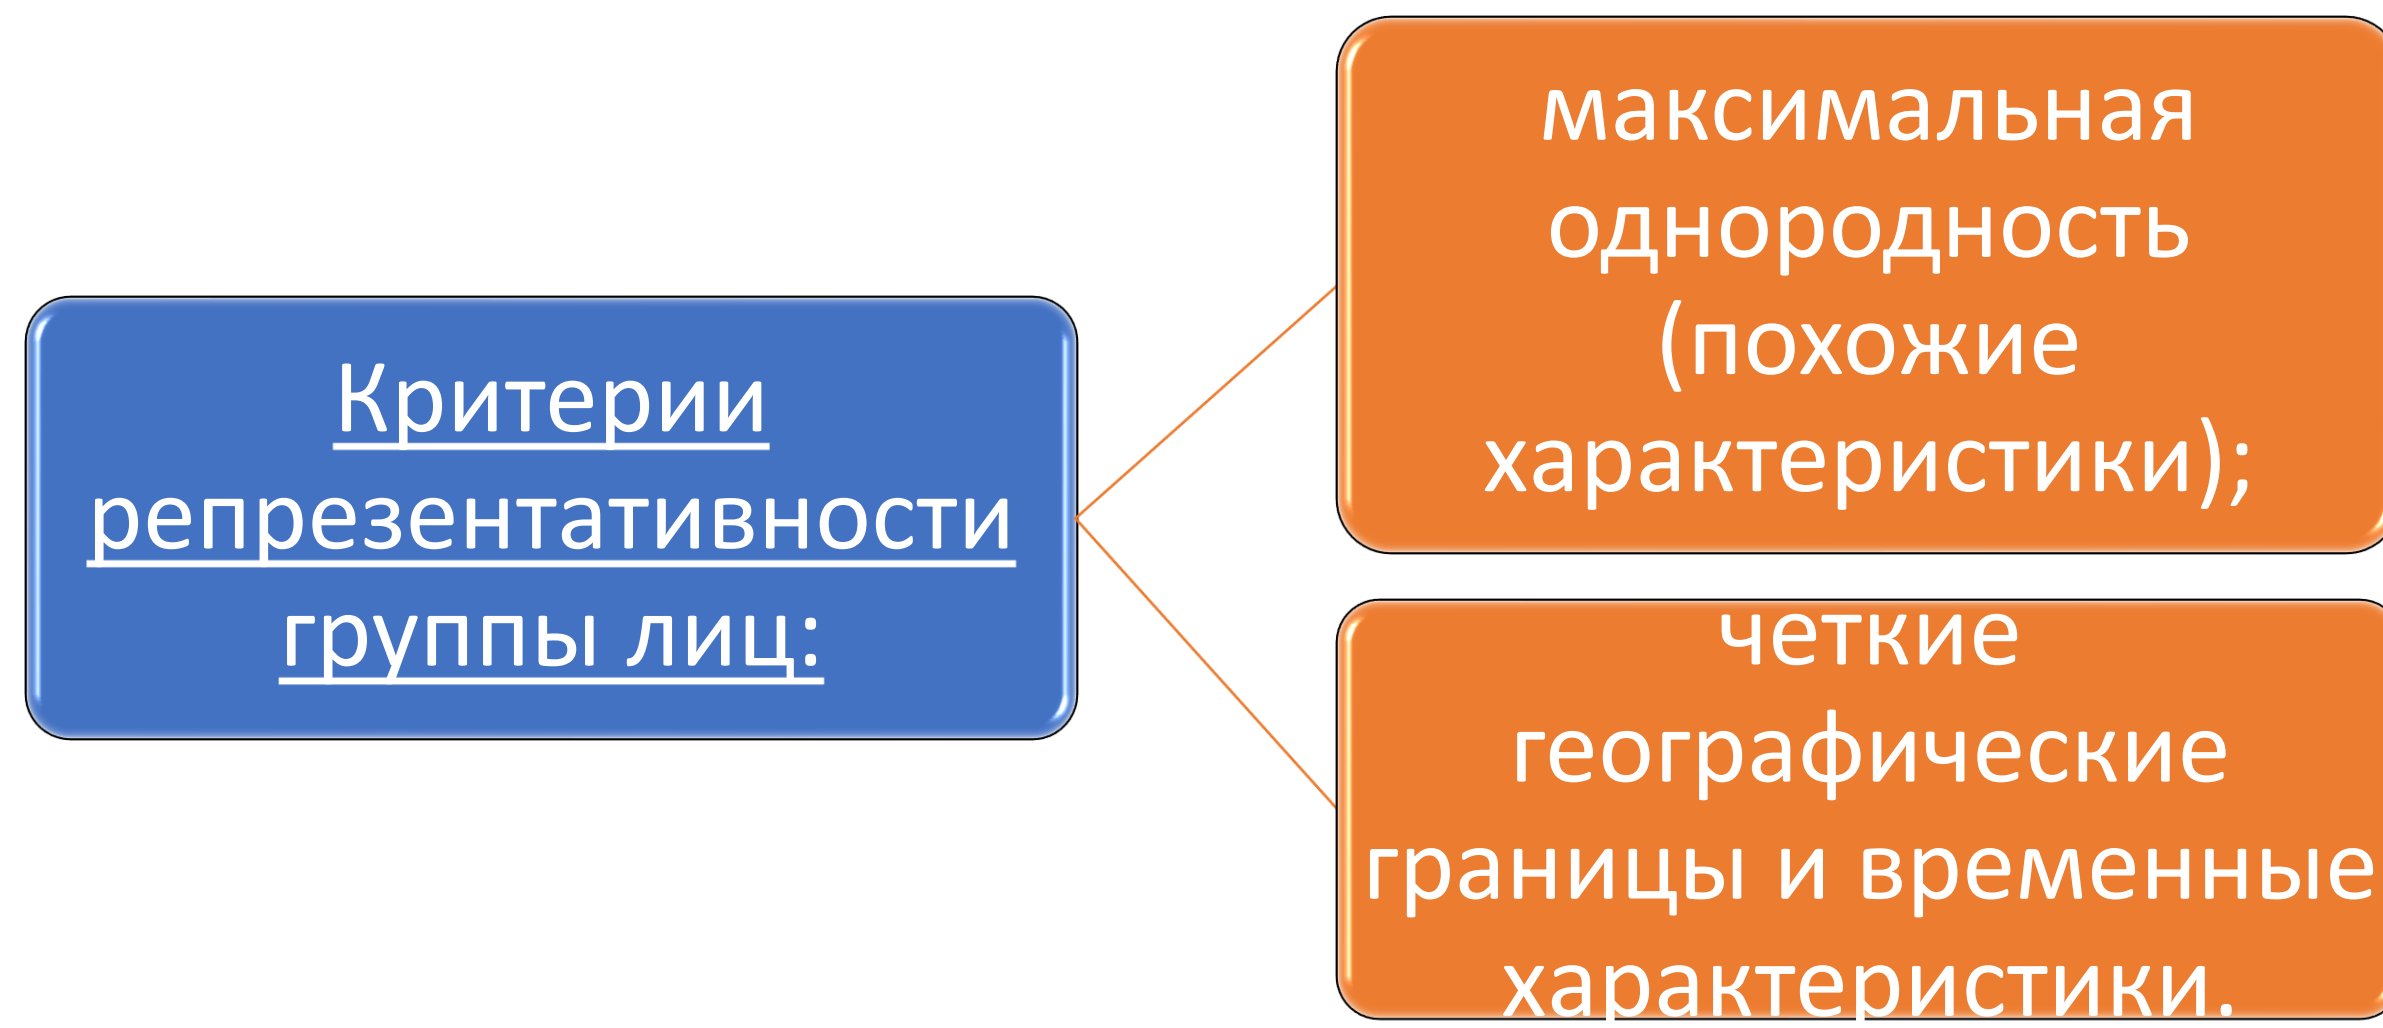 Критерии
репрезентативности
группы лиц:
максимальная
однородность
(похожие
характеристики);
четкие
географические
границы и временные
характеристики.